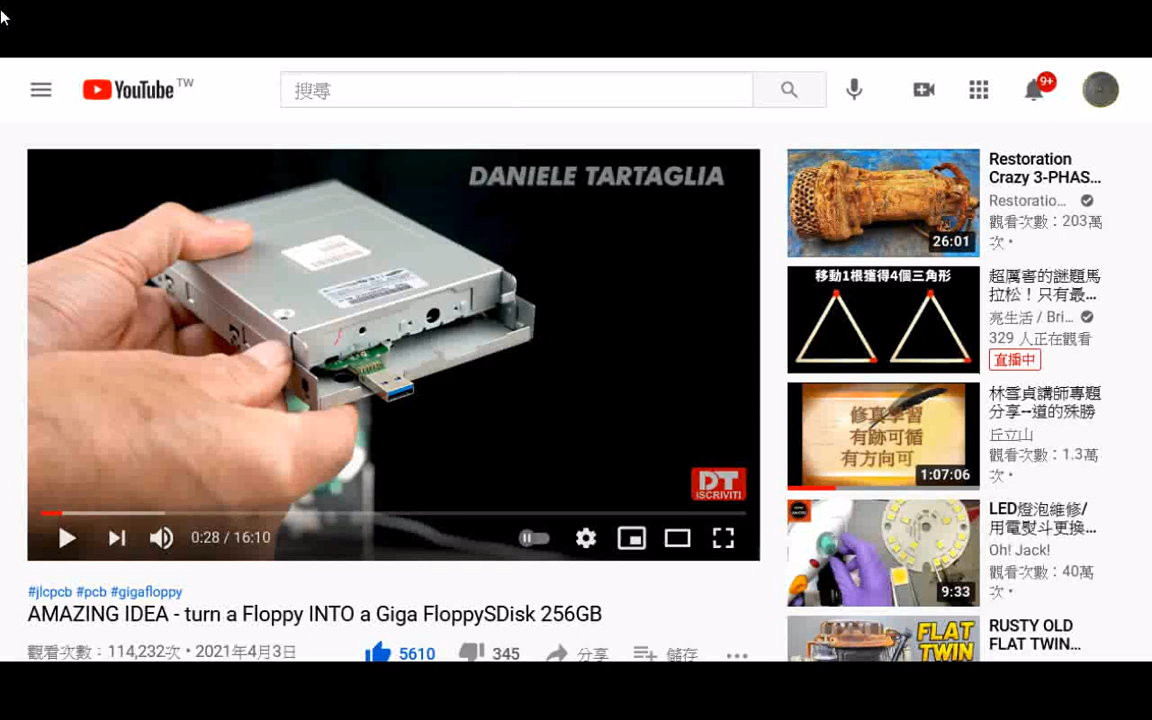 YouTube TW
搜尋
9+
DANIELE TARTAGLIA
DT
ISCRIVITI
0:28 / 16:10
#jlcpcb #pcb #gigafloppy
AMAZING IDEA - turn a Floppy INTO a Giga FloppySDisk 256GB
觀看次數：114,232次 • 2021年4月3日
5610
345
分享
儲存
26:01
Restoration
Crazy 3-PHAS...
Restoratio...
觀看次數：203萬
次 •
移動1根獲得4個三角形
超厲害的謎題馬
拉松！只有最...
亮生活 / Bri...
329 人正在觀看
直播中
修真學習
有跡可循
有方向可
1:07:06
林雪貞講師專題
分享--道的殊勝
丘立山
觀看次數：1.3萬
次 •
9:33
LED燈泡維修/
用電熨斗更換...
Oh! Jack!
觀看次數：40萬
次 •
FLAT
TWIN
RUSTY OLD
FLAT TWIN...